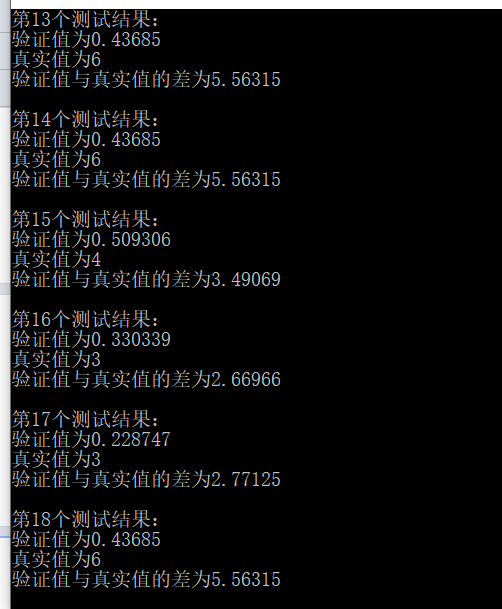 第13个测试结果:
验证值为0.43685
真实值为6
验证值与真实值的差为5.56315
第14个测试结果:
验证值为0.43685
真实值为6
验证值与真实值的差为5.56315
第15个测试结果:
验证值为0.509306
真实值为4
验证值与真实值的差为3.49069
第16个测试结果:
验证值为0.330339
真实值为3
验证值与真实值的差为2.66966
第17个测试结果:
验证值为0.228747
真实值为3
验证值与真实值的差为2.77125
第18个测试结果:
验证值为0.43685
真实值为6
验证值与真实值的差为5.56315